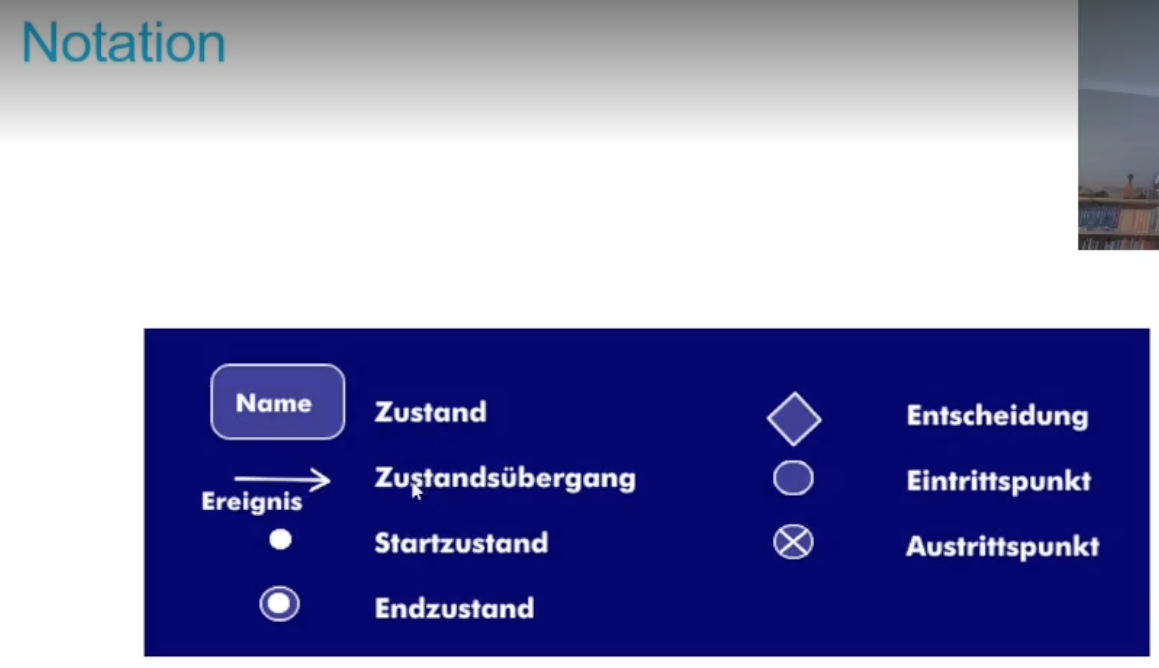 Notation
Name
Zustand
Ereignis
Zustandsübergang
Startzustand
Endzustand
Entscheidung
Eintrittspunkt
Austrittspunkt